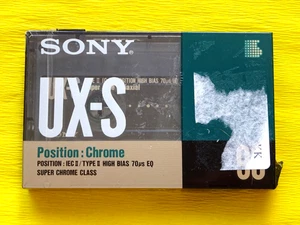 SONY
UX-S
Position : Chrome
POSITION : IEC II / TYPE II HIGH BIAS 70μs EQ
SUPER CHROME CLASS